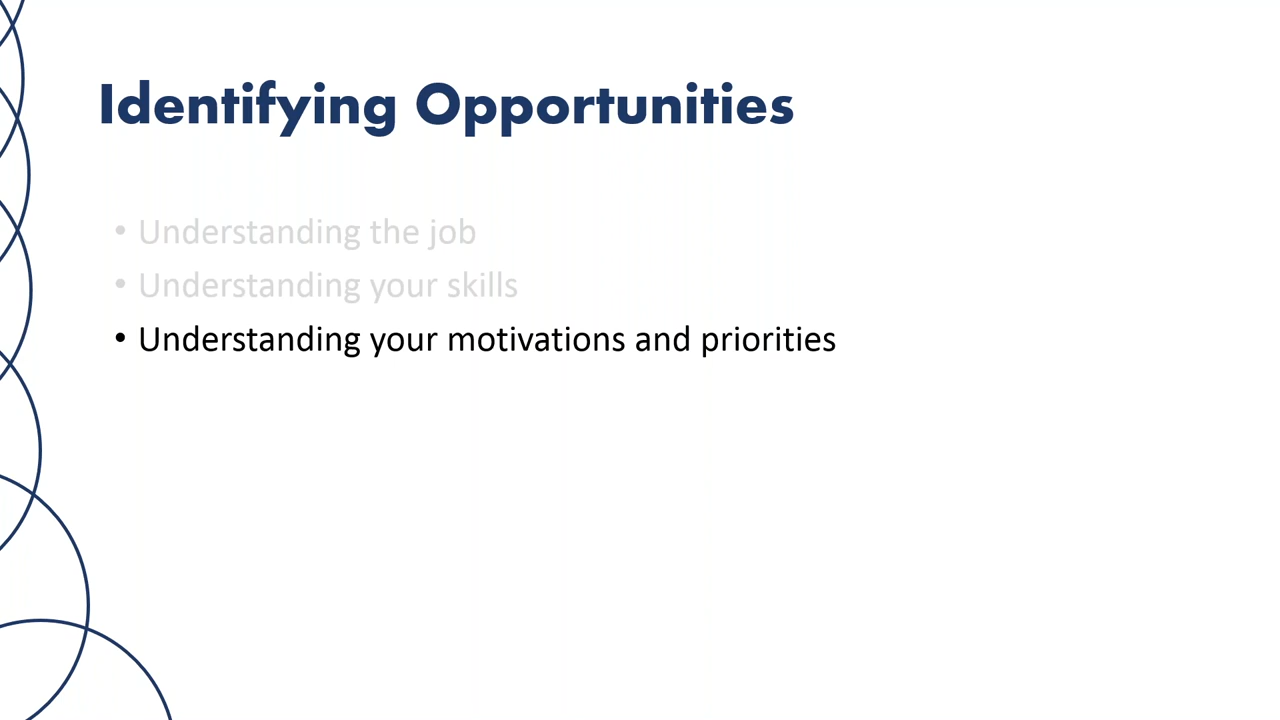 Identifying Opportunities
• Understanding the job
• Understanding your skills
• Understanding your motivations and priorities